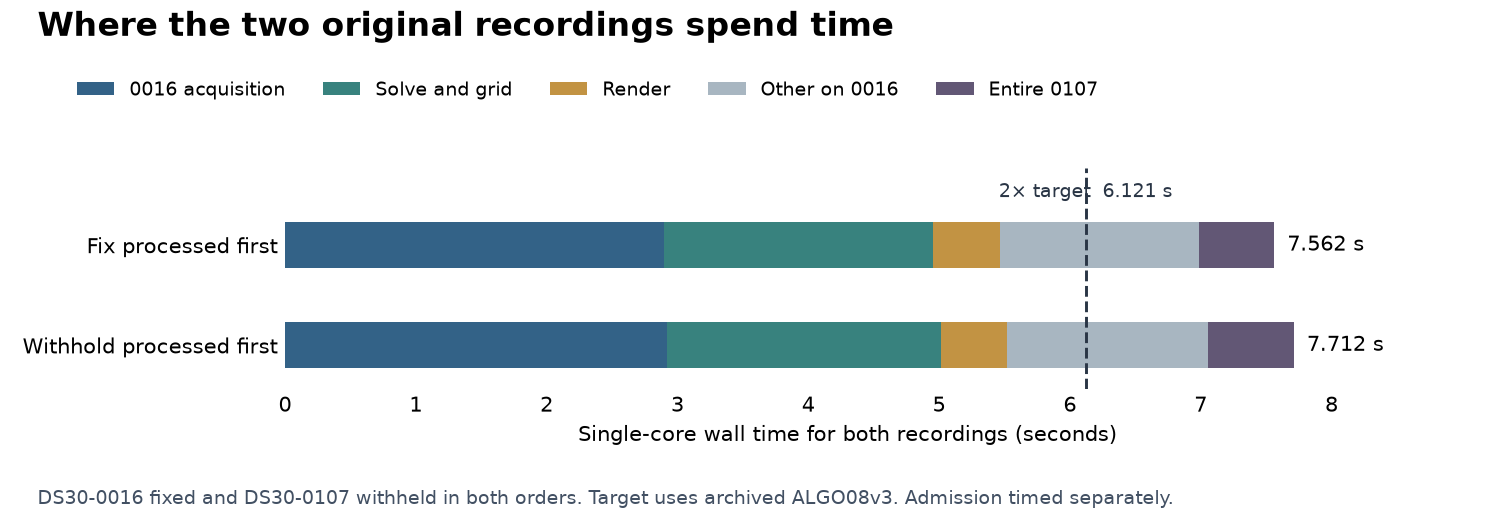 Where the two original recordings spend time
0016 acquisition Solve and grid Render Other on 0016 Entire 0107
2× target 6.121 s
Fix processed first 7.562 s
Withhold processed first 7.712 s
0 1 2 3 4 5 6 7 8
Single-core wall time for both recordings (seconds)
DS30-0016 fixed and DS30-0107 withheld in both orders. Target uses archived ALGO08v3. Admission timed separately.